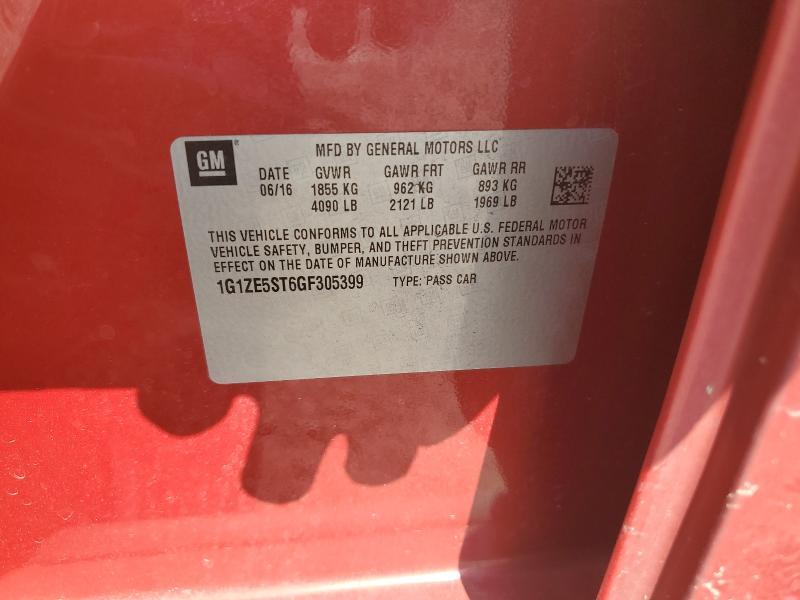 GM
MFD BY GENERAL MOTORS LLC
DATE GVWR GAWR FRT GAWR RR
06/16 1855 KG 962 KG 893 KG
4090 LB 2121 LB 1969 LB
THIS VEHICLE CONFORMS TO ALL APPLICABLE U.S. FEDERAL MOTOR
VEHICLE SAFETY, BUMPER, AND THEFT PREVENTION STANDARDS IN
EFFECT ON THE DATE OF MANUFACTURE SHOWN ABOVE.
1G1ZE5ST6GF305399 TYPE: PASS CAR